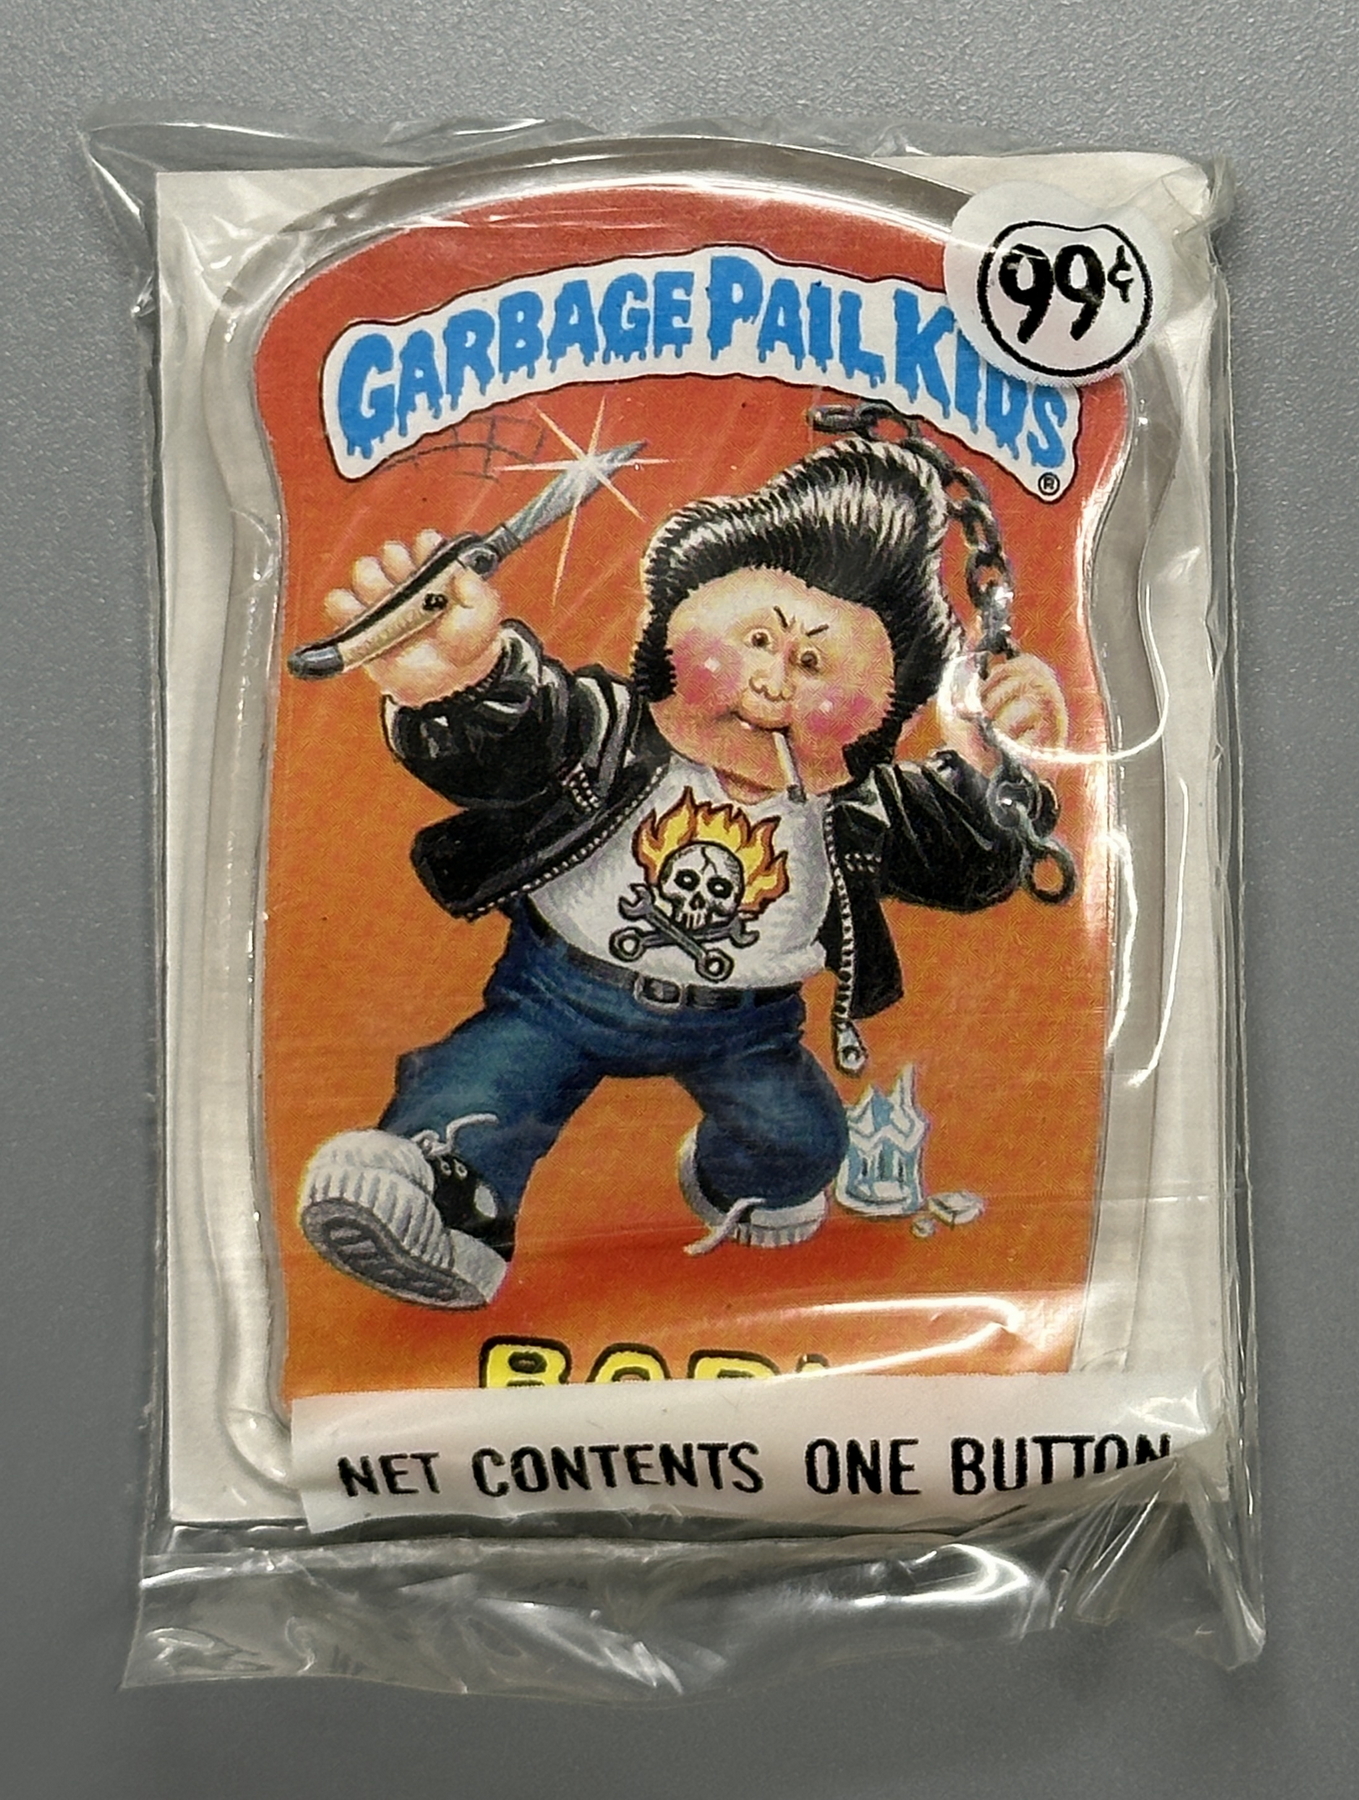 99¢
GARBAGE PAIL KIDS
®
NET CONTENTS ONE BUTTON